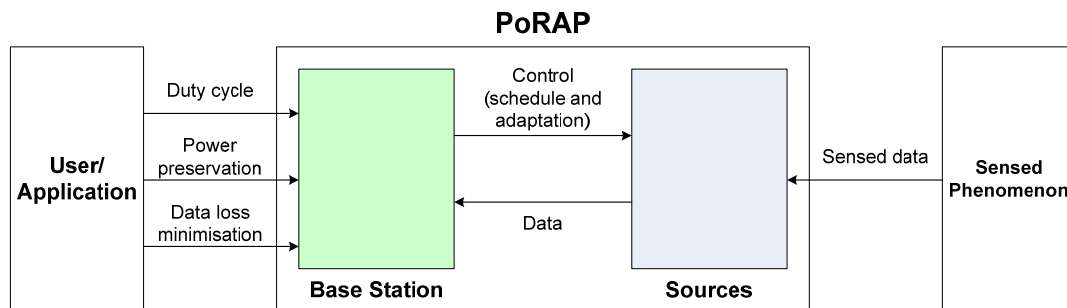 PoRAP
User/
Application
Duty cycle
Power
preservation
Data loss
minimisation
Base Station
Control
(schedule and
adaptation)
Data
Sources
Sensed data
Sensed
Phenomenon